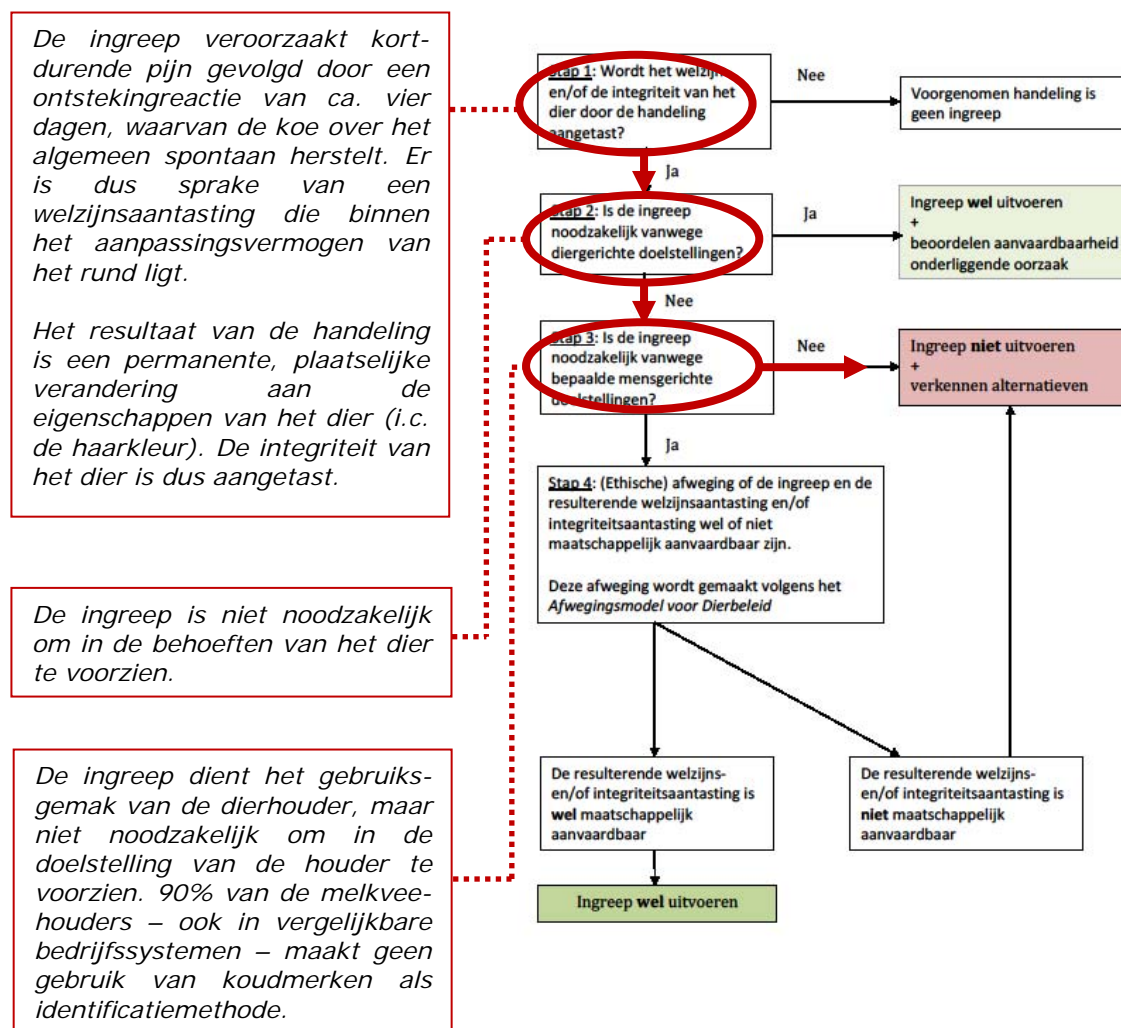 De ingreep veroorzaakt kort-
durende pijn gevolgd door een
ontstekingreactie van ca. vier
dagen, waarvan de koe over het
algemeen spontaan herstelt. Er
is dus sprake van een
welzijnsaantasting die binnen
het aanpassingsvermogen van
het rund ligt.
Het resultaat van de handeling
is een permanente, plaatselijke
verandering aan de
eigenschappen van het dier (i.c.
de haarkleur). De integriteit van
het dier is dus aangetast.
De ingreep is niet noodzakelijk
om in de behoeften van het dier
te voorzien.
De ingreep dient het gebruiks-
gemak van de dierhouder, maar
niet noodzakelijk om in de
doelstelling van de houder te
voorzien. 90% van de melkvee-
houders – ook in vergelijkbare
bedrijfssystemen – maakt geen
gebruik van koudmerken als
identificatiemethode.
Stap 1: Wordt het welzijn
en/of de integriteit van het
dier door de handeling
aangetast?
Nee
Voorgenomen handeling is
geen ingreep
Ja
Stap 2: Is de ingreep
noodzakelijk vanwege
diergerichte doelstellingen?
Ja
Ingreep wel uitvoeren
+
beoordelen aanvaardbaarheid
onderliggende oorzaak
Nee
Stap 3: Is de ingreep
noodzakelijk vanwege
bepaalde mensgerichte
doelstellingen?
Nee
Ingreep niet uitvoeren
+
verkennen alternatieven
Ja
Stap 4: (Ethische) afweging of de ingreep en de
resulterende welzijnsaantasting en/of
integriteitsaantasting wel of niet
maatschappelijk aanvaardbaar zijn.
Deze afweging wordt gemaakt volgens het
Afwegingsmodel voor Dierbeleid
De resulterende welzijns-
en/of integriteitsaantasting is
wel maatschappelijk
aanvaardbaar
De resulterende welzijns-
en/of integriteitsaantasting is
niet maatschappelijk
aanvaardbaar
Ingreep wel uitvoeren